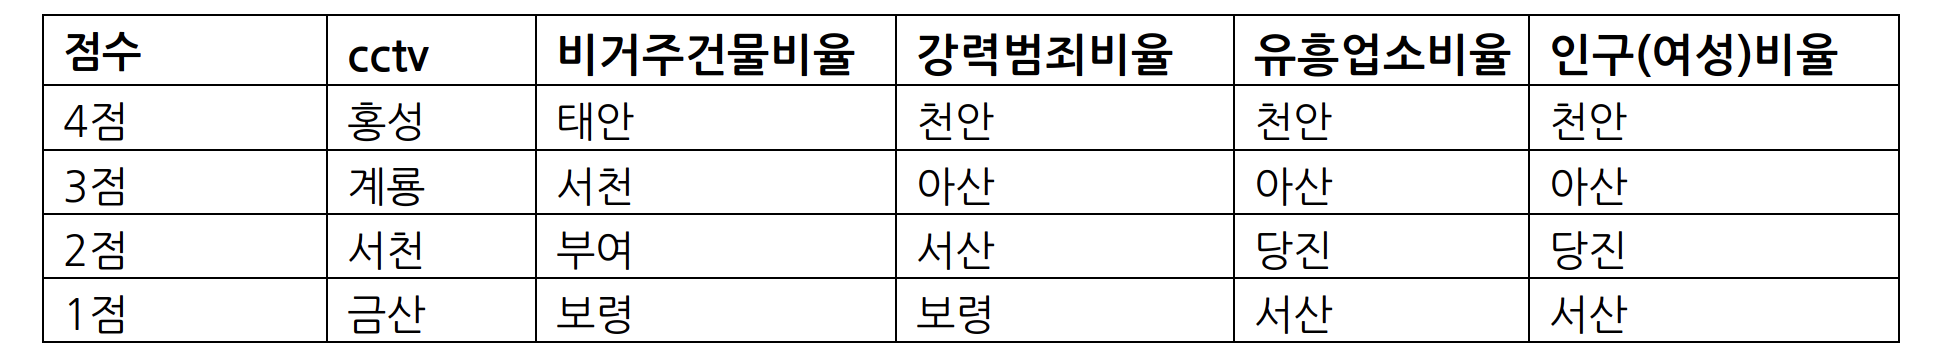 점수 cctv 비거주건물비율 강력범죄비율 유흥업소비율 인구(여성)비율
4점 홍성 태안 천안 천안 천안
3점 계룡 서천 아산 아산 아산
2점 서천 부여 서산 당진 당진
1점 금산 보령 보령 서산 서산